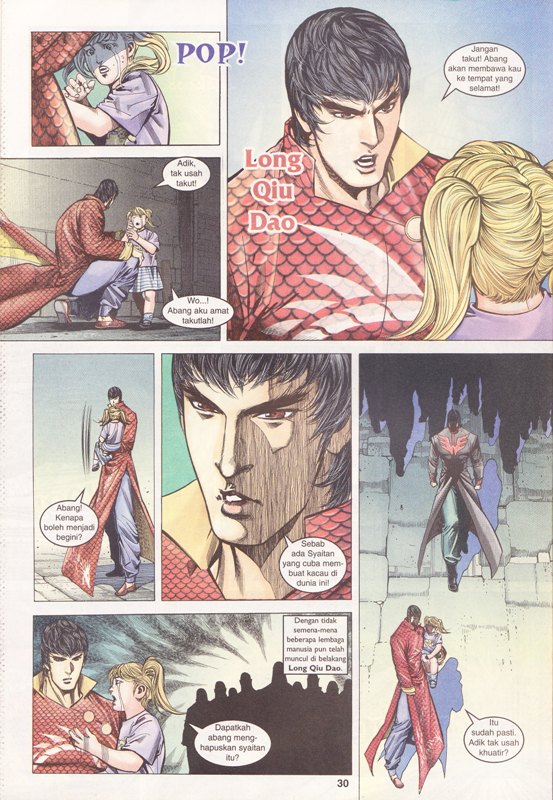 POP!
Jangan
takut! Abang
akan membawa kau
ke tempat yang
selamat!
Long
Qiu
Dao
Adik,
tak usah
takut!
Wo...!
Abang aku amat
takutlah!
Abang!
Kenapa
boleh menjadi
begini?
Sebab
ada Syaitan
yang cuba mem-
buat kacau di
dunia ini!
Dengan tidak
semena-mena
beberapa lembaga
manusia pun telah
muncul di belakang
Long Qiu Dao.
Dapatkah
abang meng-
hapuskan syaitan
itu?
Itu
sudah pasti.
Adik tak usah
khuatir?
30